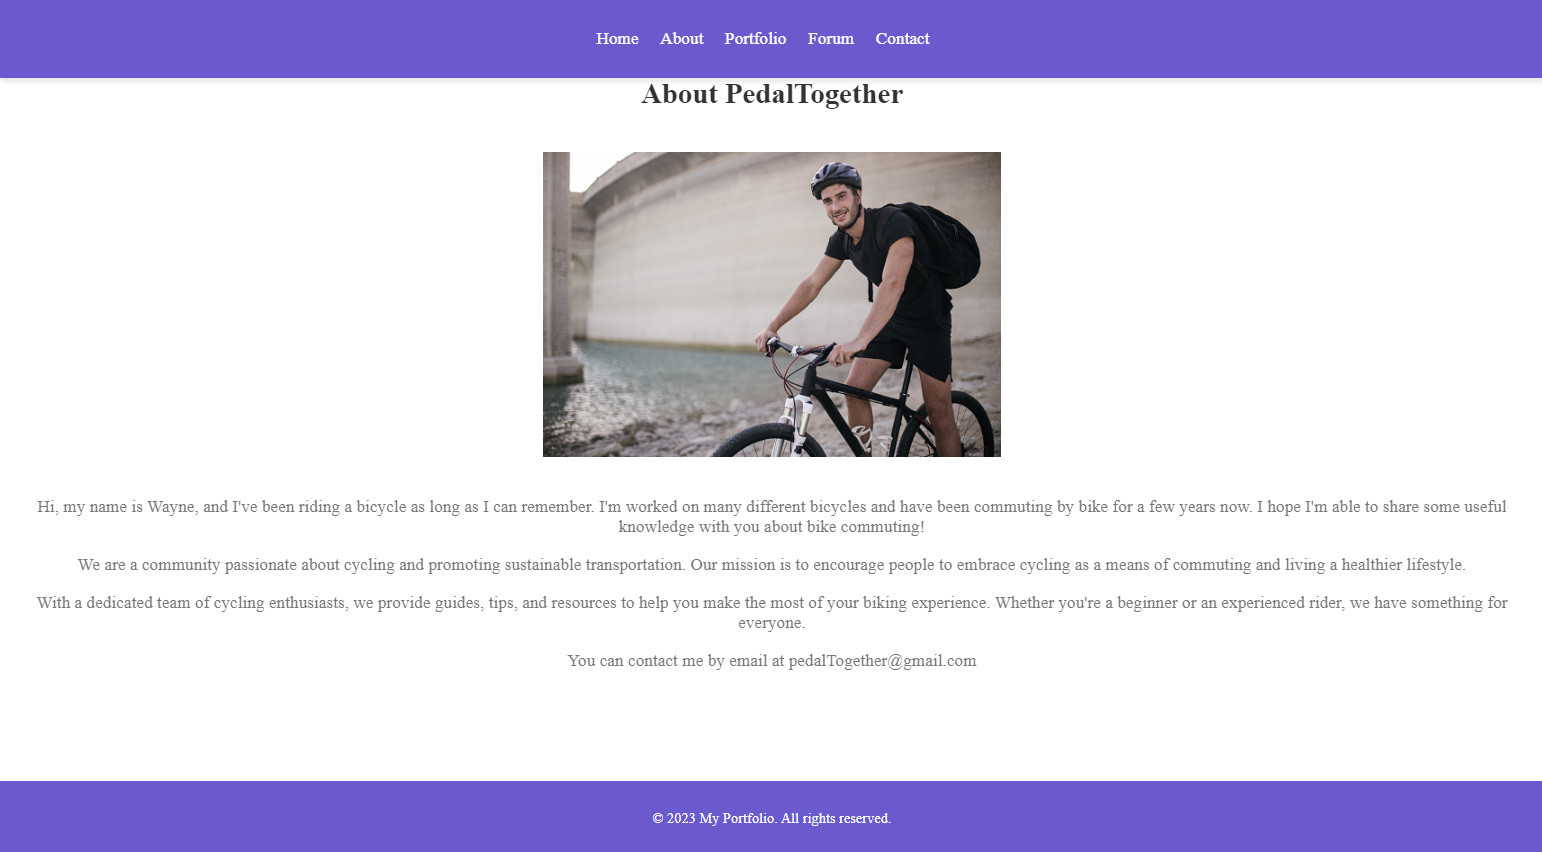 Home About Portfolio Forum Contact
About PedalTogether
Hi, my name is Wayne, and I've been riding a bicycle as long as I can remember. I'm worked on many different bicycles and have been commuting by bike for a few years now. I hope I'm able to share some useful
knowledge with you about bike commuting!
We are a community passionate about cycling and promoting sustainable transportation. Our mission is to encourage people to embrace cycling as a means of commuting and living a healthier lifestyle.
With a dedicated team of cycling enthusiasts, we provide guides, tips, and resources to help you make the most of your biking experience. Whether you're a beginner or an experienced rider, we have something for
everyone.
You can contact me by email at pedalTogether@gmail.com
© 2023 My Portfolio. All rights reserved.